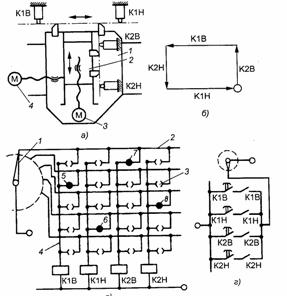 К1В К1Н
К2В
1
К2Н
2
М
4
М
3
а)
К1В
К2Н К2В
К1Н
б)
1
2
7
5
3
8
6
4
К1В К1Н К2В К2Н
К1В К1В
К1Н К1Н
К2В К2В
К2Н К2Н
г)